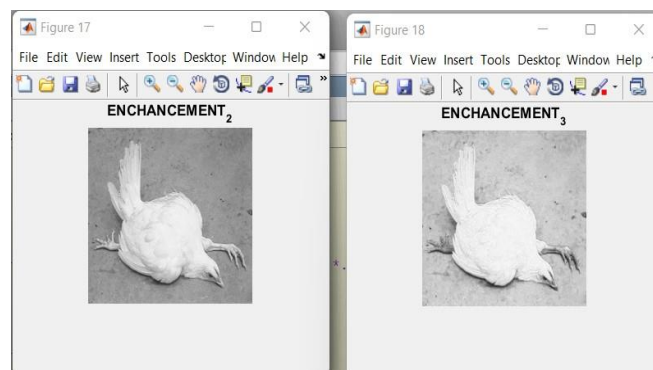 Figure 17
File Edit View Insert Tools Desktop Window Help
ENCHANCEMENT2
Figure 18
File Edit View Insert Tools Desktop Window Help
ENCHANCEMENT3